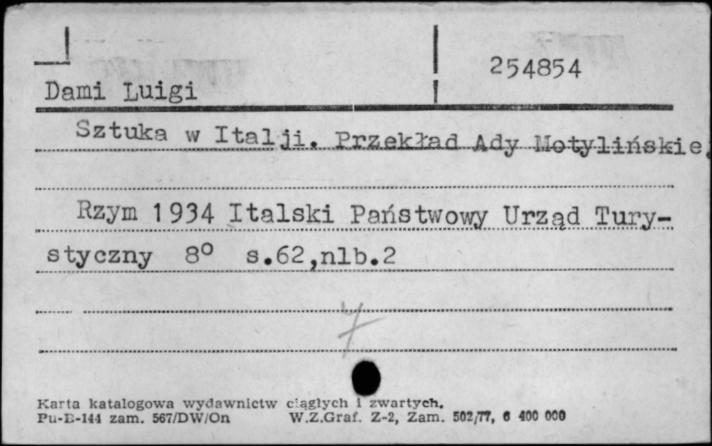 254854
Dami Luigi
Sztuka w Italji. Przekład Ady Motylińskie
Rzym 1934 Italski Państwowy Urząd Tury-
styczny 8° s.62,nlb.2
Karta katalogowa wydawnictw ciągłych i zwartych.
Pu-B-144 zam. 567/DW/On W.Z.Graf. Z-2, Zam. 502/77, 6 400 000